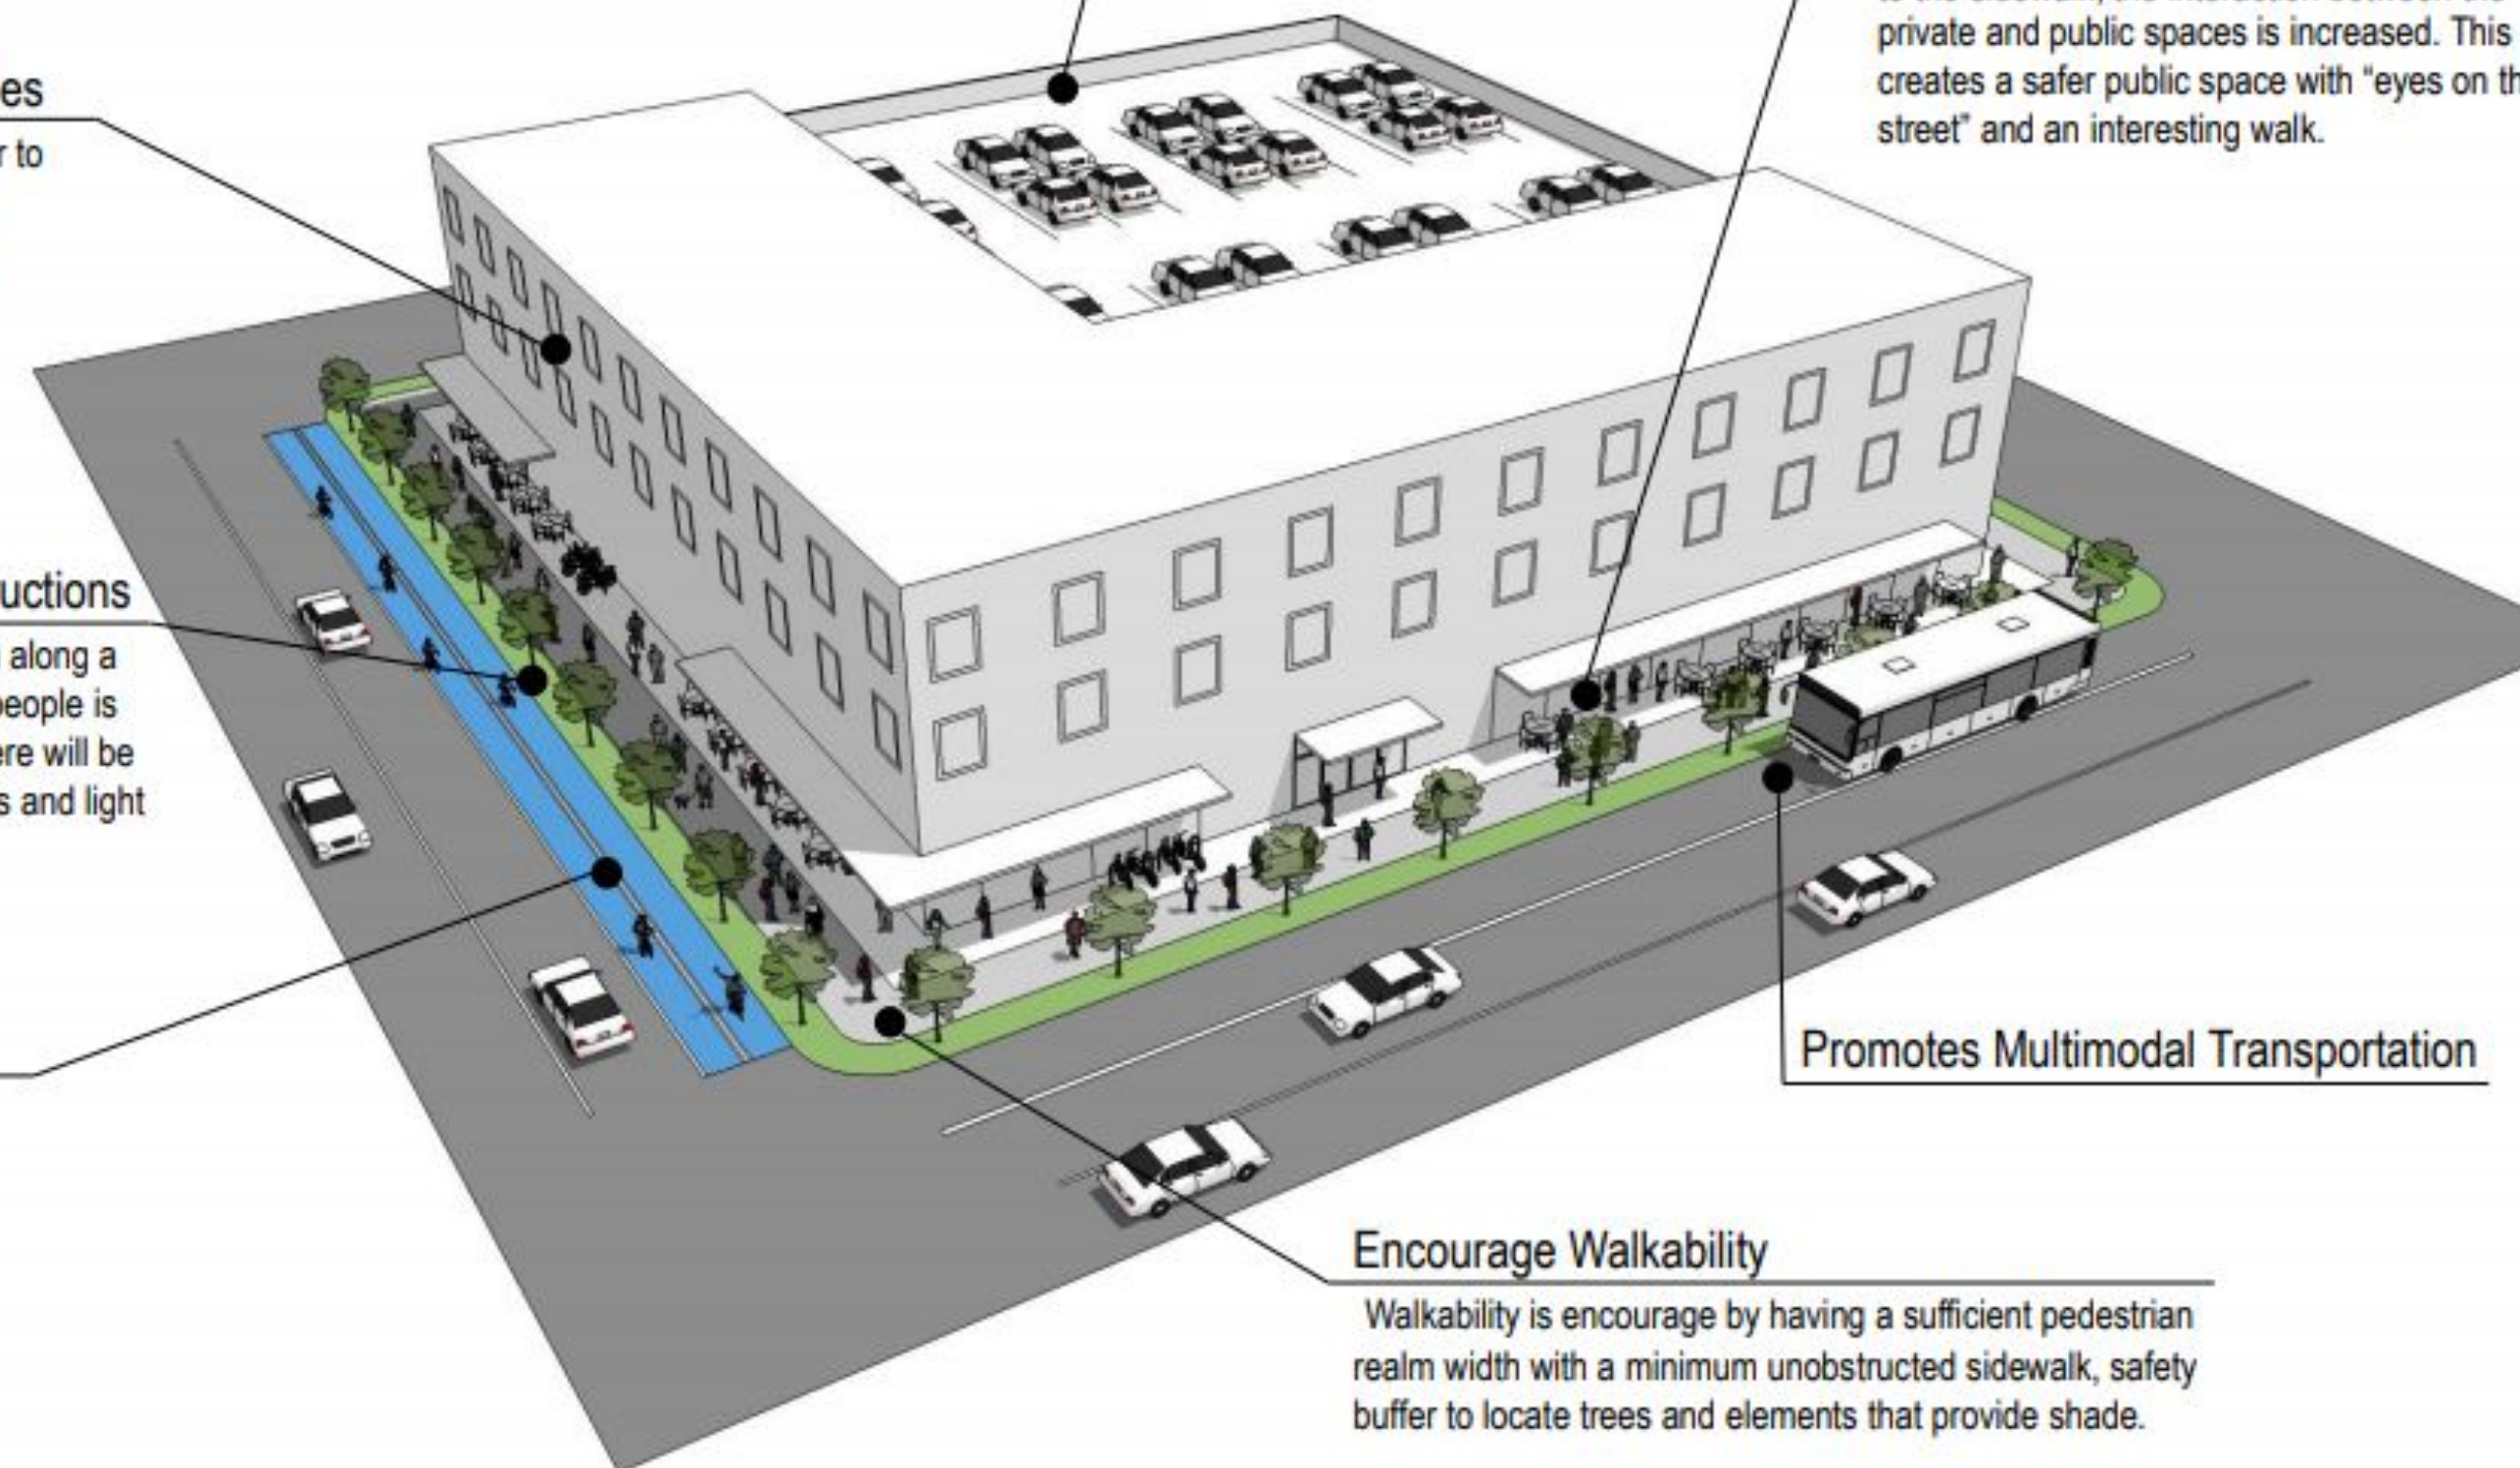 private and public spaces is increased. This
creates a safer public space with “eyes on th
street” and an interesting walk.
es
r to
uctions
along a
people is
ere will be
s and light
Promotes Multimodal Transportation
Encourage Walkability
Walkability is encourage by having a sufficient pedestrian
realm width with a minimum unobstructed sidewalk, safety
buffer to locate trees and elements that provide shade.